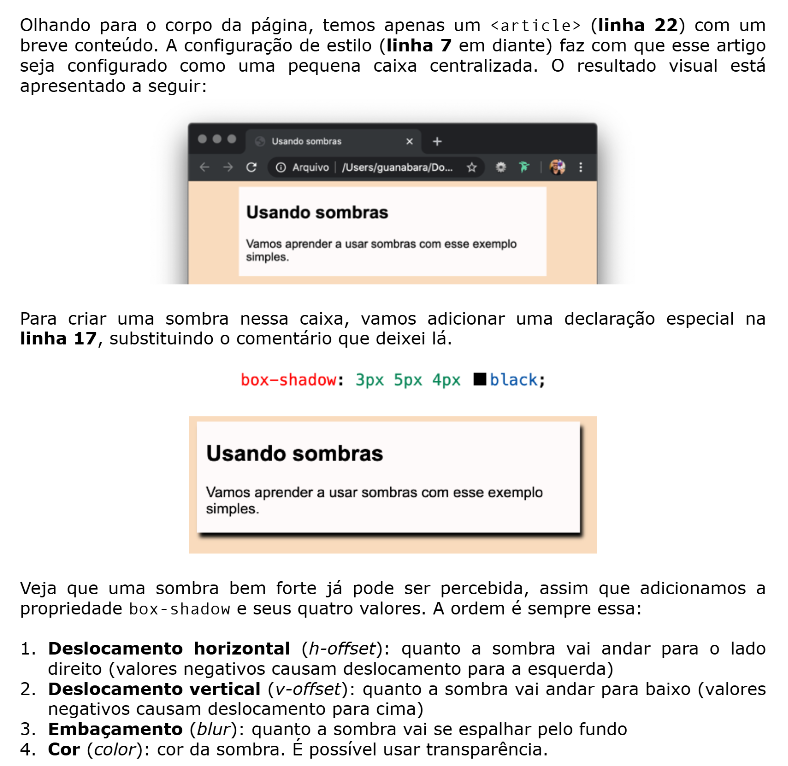 Olhando para o corpo da página, temos apenas um <article> (linha 22) com um
breve conteúdo. A configuração de estilo (linha 7 em diante) faz com que esse artigo
seja configurado como uma pequena caixa centralizada. O resultado visual está
apresentado a seguir:
Usando sombras
Arquivo /Users/guanabara/Do...
Usando sombras
Vamos aprender a usar sombras com esse exemplo
simples.
Para criar uma sombra nessa caixa, vamos adicionar uma declaração especial na
linha 17, substituindo o comentário que deixei lá.
box-shadow: 3px 5px 4px black;
Usando sombras
Vamos aprender a usar sombras com esse exemplo
simples.
Veja que uma sombra bem forte já pode ser percebida, assim que adicionamos a
propriedade box-shadow e seus quatro valores. A ordem é sempre essa:
1. Deslocamento horizontal (h-offset): quanto a sombra vai andar para o lado
direito (valores negativos causam deslocamento para a esquerda)
2. Deslocamento vertical (v-offset): quanto a sombra vai andar para baixo (valores
negativos causam deslocamento para cima)
3. Embaçamento (blur): quanto a sombra vai se espalhar pelo fundo
4. Cor (color): cor da sombra. É possível usar transparência.